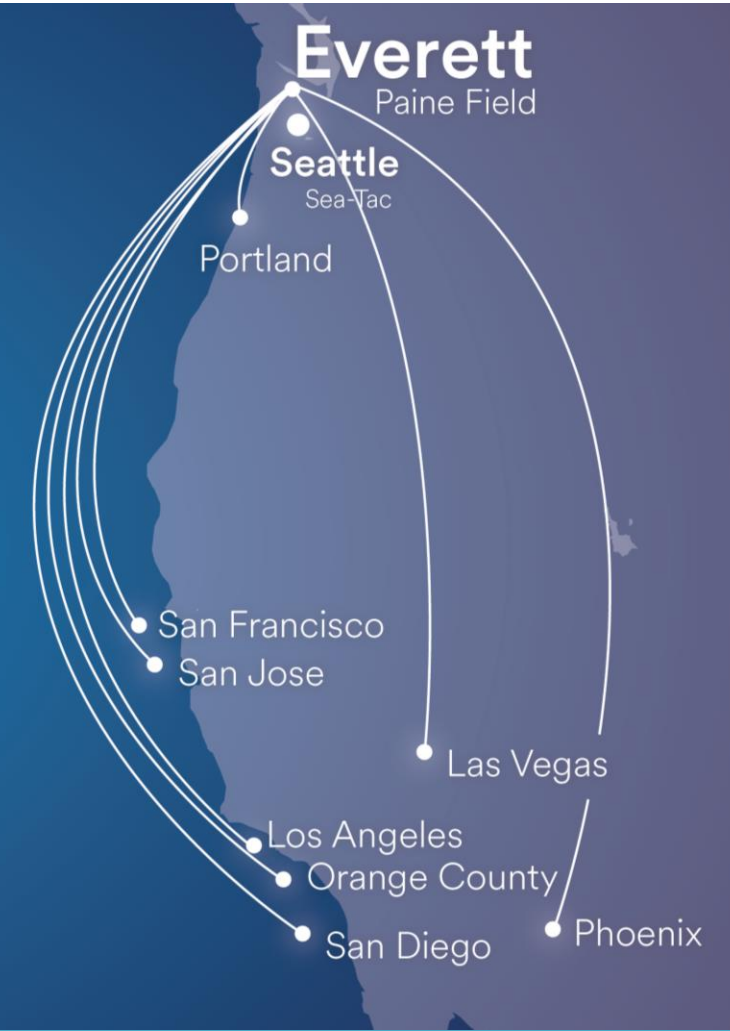 Everett
Paine Field
Seattle
Sea-Tac
Portland
San Francisco
San Jose
Las Vegas
Los Angeles
Orange County
Phoenix
San Diego